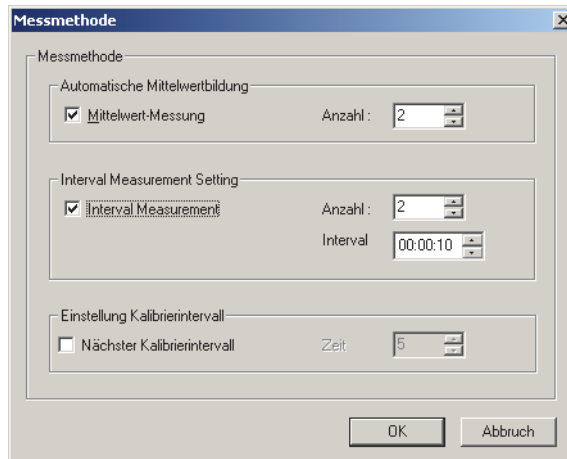 Messmethode
Messmethode
Automatische Mittelwertbildung
Mittelwert-Messung Anzahl : 2
Interval Measurement Setting
Interval Measurement Anzahl : 2
Interval 00:00:10
Einstellung Kalibrierintervall
Nächster Kalibrierintervall Zeit 5
OK Abbruch